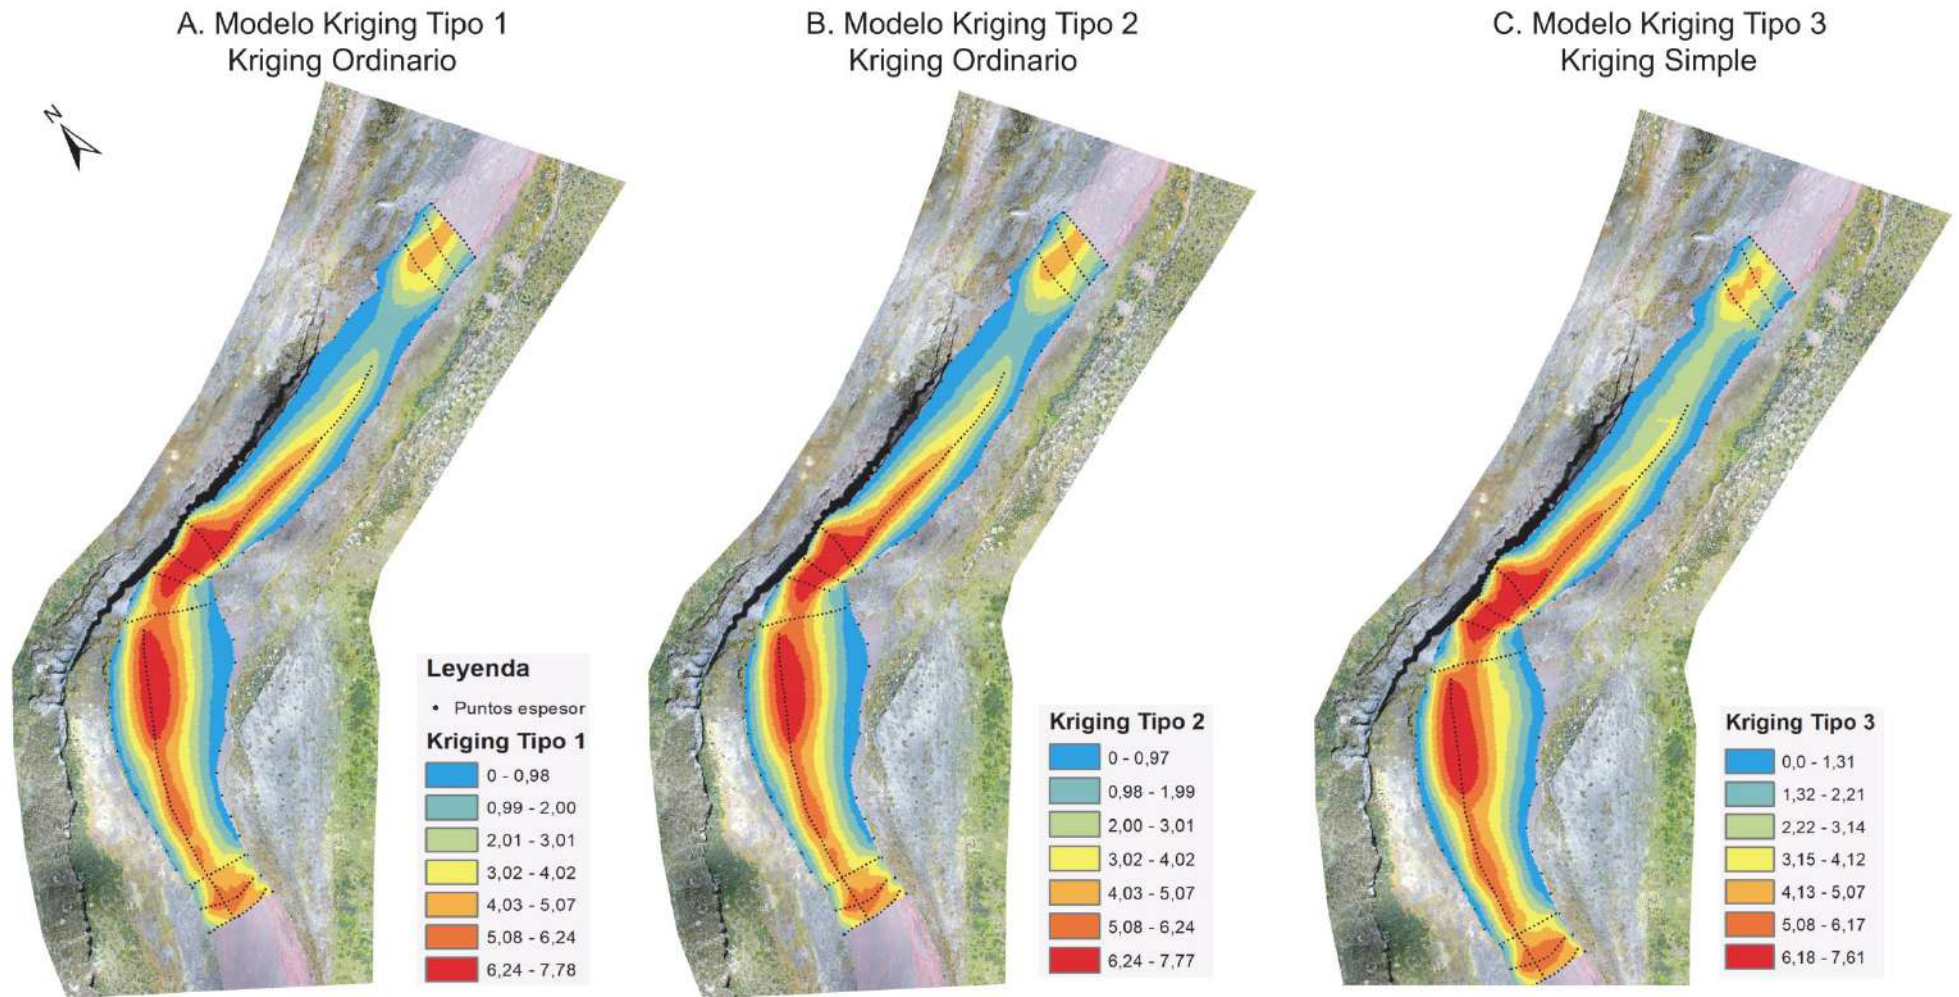 A. Modelo Kriging Tipo 1
Kriging Ordinario
B. Modelo Kriging Tipo 2
Kriging Ordinario
C. Modelo Kriging Tipo 3
Kriging Simple
N
Leyenda
Puntos espesor
Kriging Tipo 1
0 - 0,98
0,99 - 2,00
2,01 - 3,01
3,02 - 4,02
4,03 - 5,07
5,08 - 6,24
6,24 - 7,78
Kriging Tipo 2
0 - 0,97
0,98 - 1,99
2,00 - 3,01
3,02 - 4,02
4,03 - 5,07
5,08 - 6,24
6,24 - 7,77
Kriging Tipo 3
0,0 - 1,31
1,32 - 2,21
2,22 - 3,14
3,15 - 4,12
4,13 - 5,07
5,08 - 6,17
6,18 - 7,61